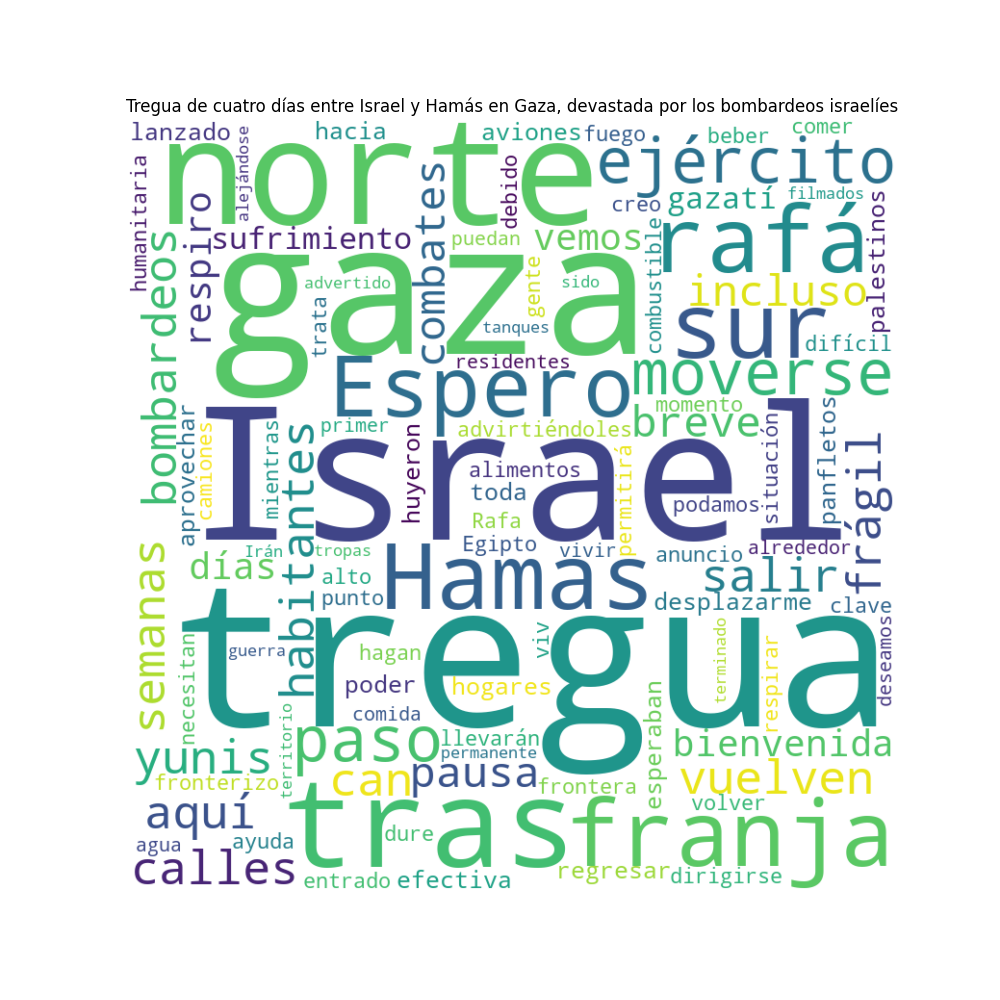 Tregua de cuatro días entre Israel y Hamás en Gaza, devastada por los bombardeos israelíes
lanzado
alejándose
hacia
aviones
fuego
beber
comer
norte
ejército
humanitaria
respiro
combates
debido
creo
gazatí
filmados
palestinos
sufrimiento
puedan
vemos
rafá
bombardeos
gaza
advertido
trata
gente
sido
combustible
incluso
tanques
sur
difícil
residentes
Espero
moverse
aprovechar
camiones
mientras
primer
huyeron
advirtiéndoles
breve
momento
Israel
alimentos
toda
Rafa
permitirá
podamos
situación
panfletos
frágil
habitantes
Irán
tropas
Egipto
vivir
anuncio
alrededor
semanas
días
alto
punto
Hamas
salir
desplazarme
clave
tregua
necesitan
guerra
hagan
viv
terminado
respirar
deseamos
poder
hogares
comida
esperaban
yunis
territorio
paso
llevarán
permanente
bienvenida
fronterizo
can
pausa
frontera
vuelven
aquí
tras
franja
volver
agua
ayuda
dure
calles
entrado
efectiva
regresar
dirigirse